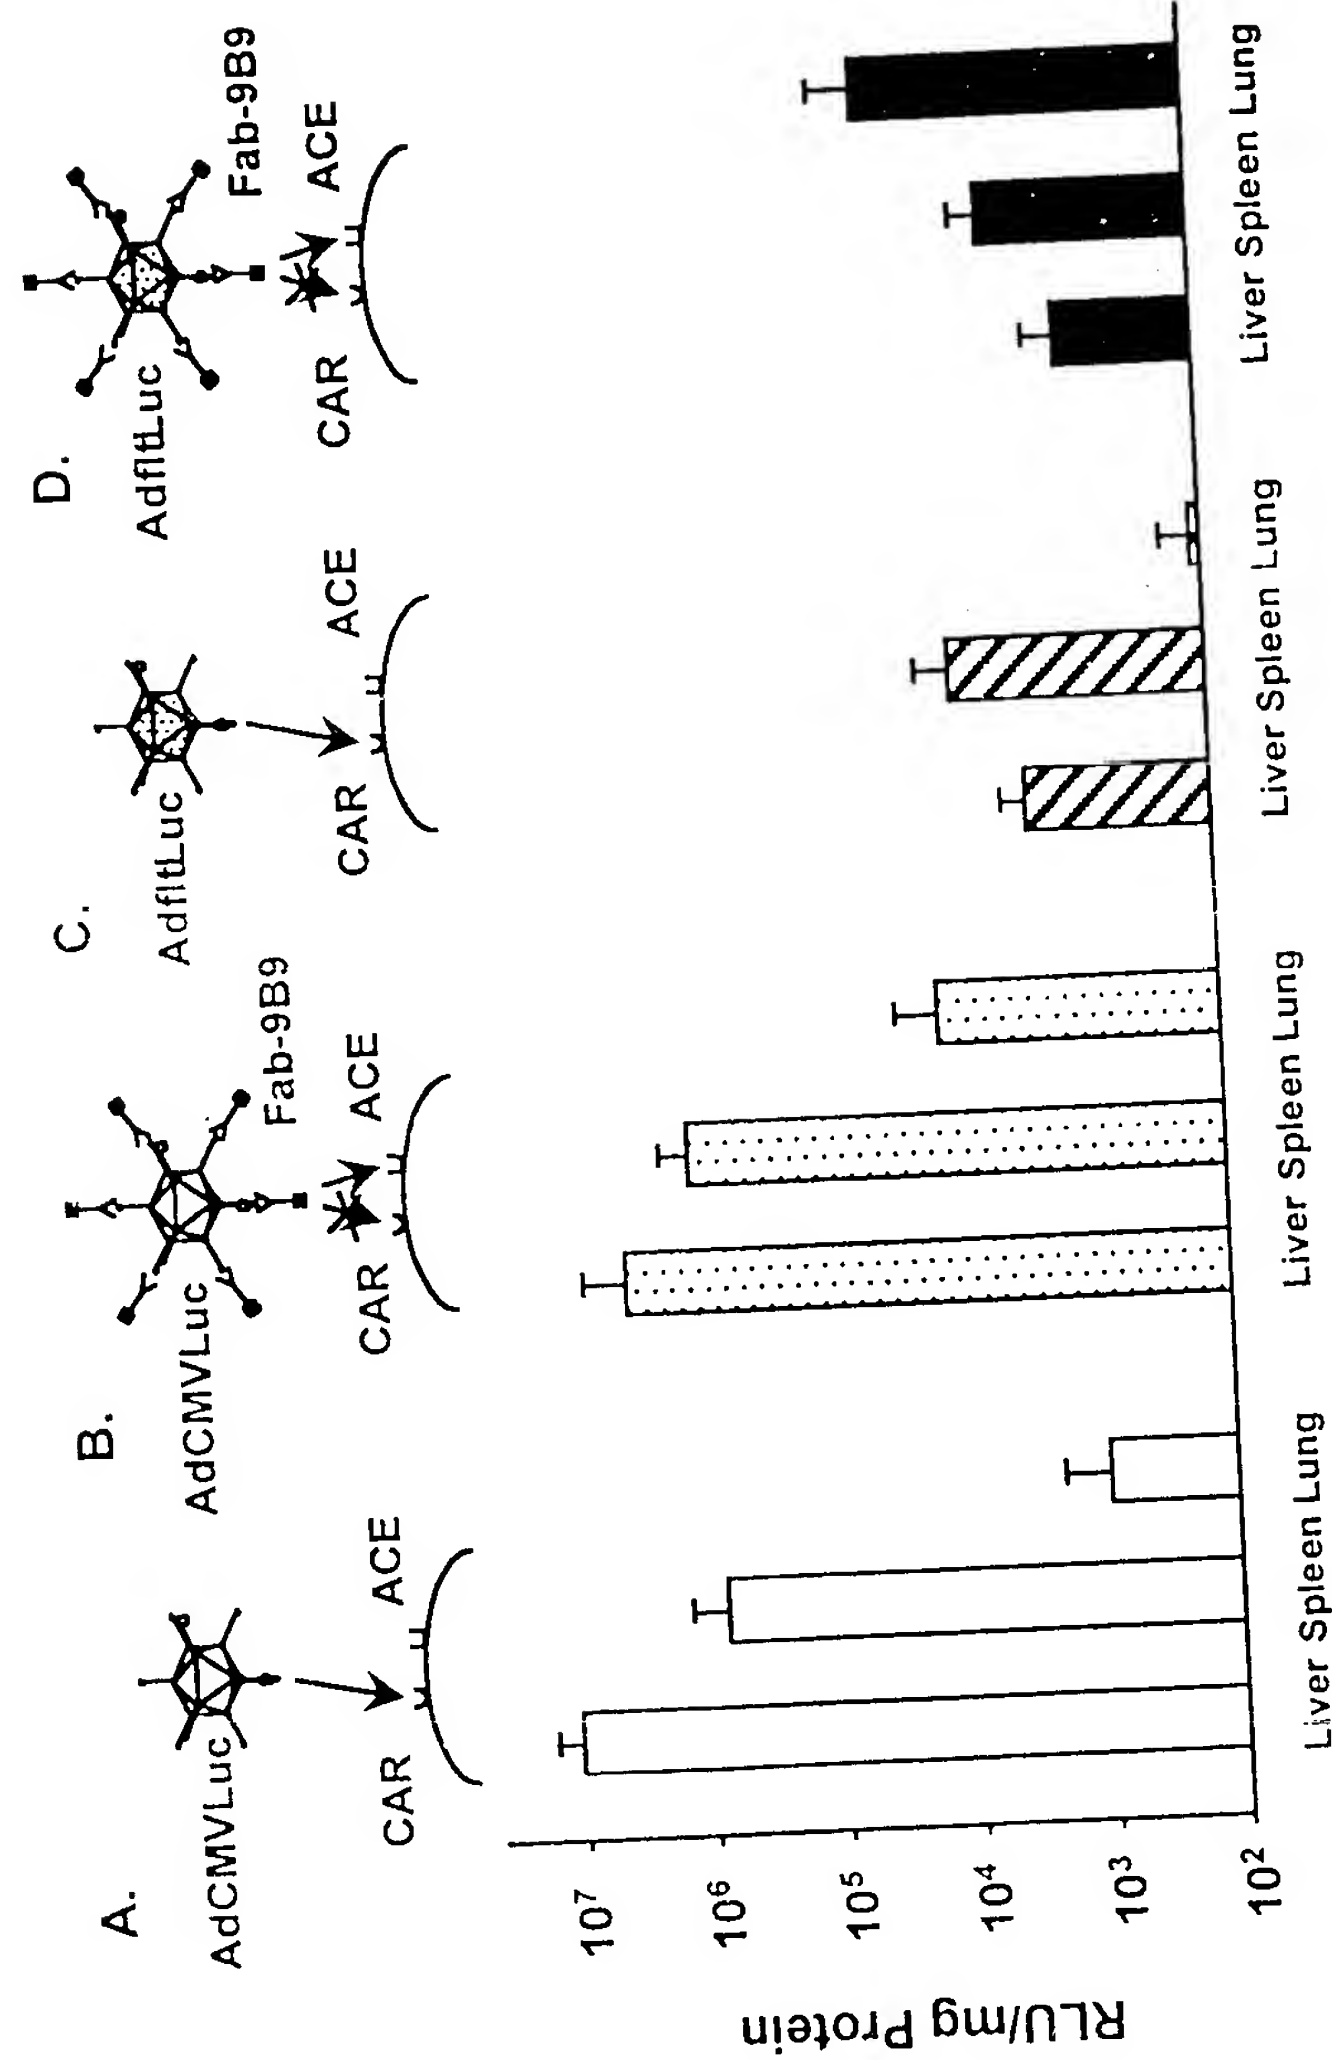 A.
AdCMVLuc
CAR
ACE
B.
AdCMVLuc
Fab-9B9
CAR
ACE
C.
AdfltLuc
CAR
ACE
D.
AdfltLuc
Fab-9B9
CAR
ACE
RLU/mg Protein
10⁷
10⁶
10⁵
10⁴
10³
10²
Liver Spleen Lung
Liver Spleen Lung
Liver Spleen Lung
Liver Spleen Lung